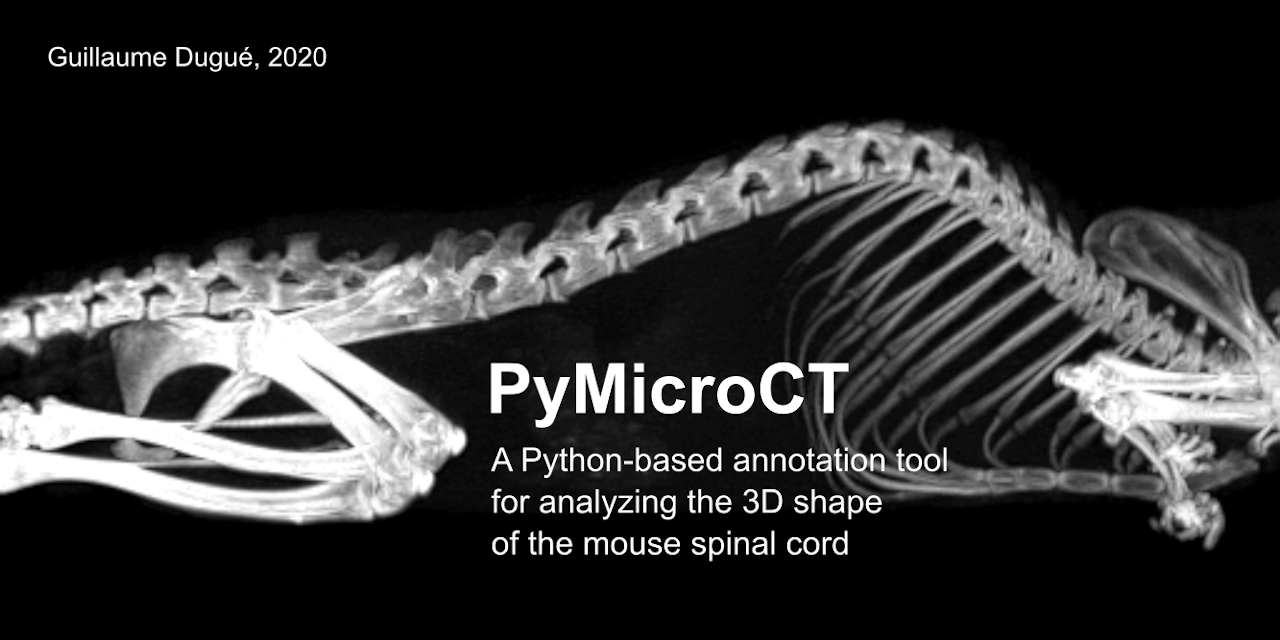 Guillaume Dugué, 2020
PyMicroCT
A Python-based annotation tool
for analyzing the 3D shape
of the mouse spinal cord